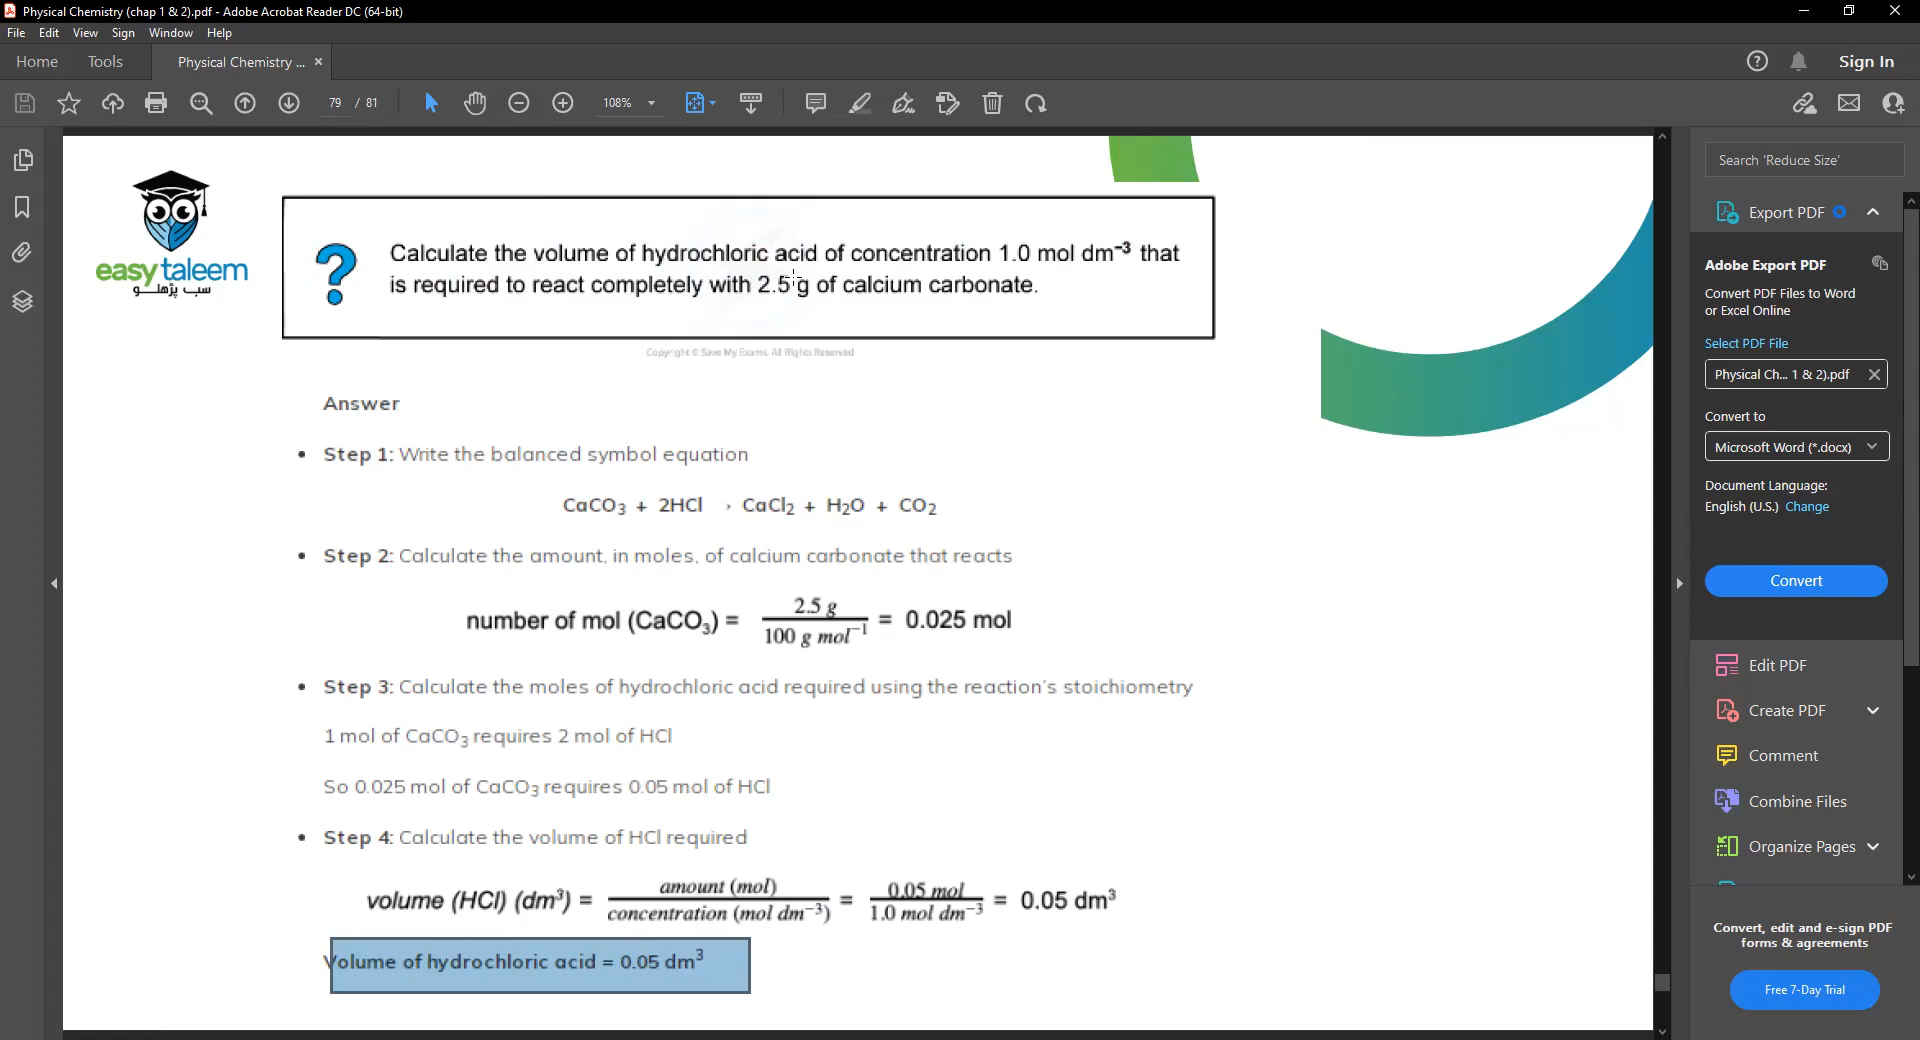 Physical Chemistry (chap 1 & 2).pdf - Adobe Acrobat Reader DC (64-bit)
File Edit View Sign Window Help
Home Tools Physical Chemistry ... × Sign In
79 / 81 108%
easytaleem
سب پڑھلو
Calculate the volume of hydrochloric acid of concentration 1.0 mol dm⁻³ that
is required to react completely with 2.5 g of calcium carbonate.
Copyright © Save My Exams. All Rights Reserved
Answer
• Step 1: Write the balanced symbol equation
CaCO₃ + 2HCl › CaCl₂ + H₂O + CO₂
• Step 2: Calculate the amount, in moles, of calcium carbonate that reacts
number of mol (CaCO₃) = 2.5 g / 100 g mol⁻¹ = 0.025 mol
• Step 3: Calculate the moles of hydrochloric acid required using the reaction's stoichiometry
1 mol of CaCO₃ requires 2 mol of HCl
So 0.025 mol of CaCO₃ requires 0.05 mol of HCl
• Step 4: Calculate the volume of HCl required
volume (HCl) (dm³) = amount (mol) / concentration (mol dm⁻³) = 0.05 mol / 1.0 mol dm⁻³ = 0.05 dm³
Volume of hydrochloric acid = 0.05 dm³
Search 'Reduce Size'
Export PDF
Adobe Export PDF
Convert PDF Files to Word
or Excel Online
Select PDF File
Physical Ch... 1 & 2).pdf
Convert to
Microsoft Word (*.docx)
Document Language:
English (U.S.) Change
Convert
Edit PDF
Create PDF
Comment
Combine Files
Organize Pages
Convert, edit and e-sign PDF
forms & agreements
Free 7-Day Trial